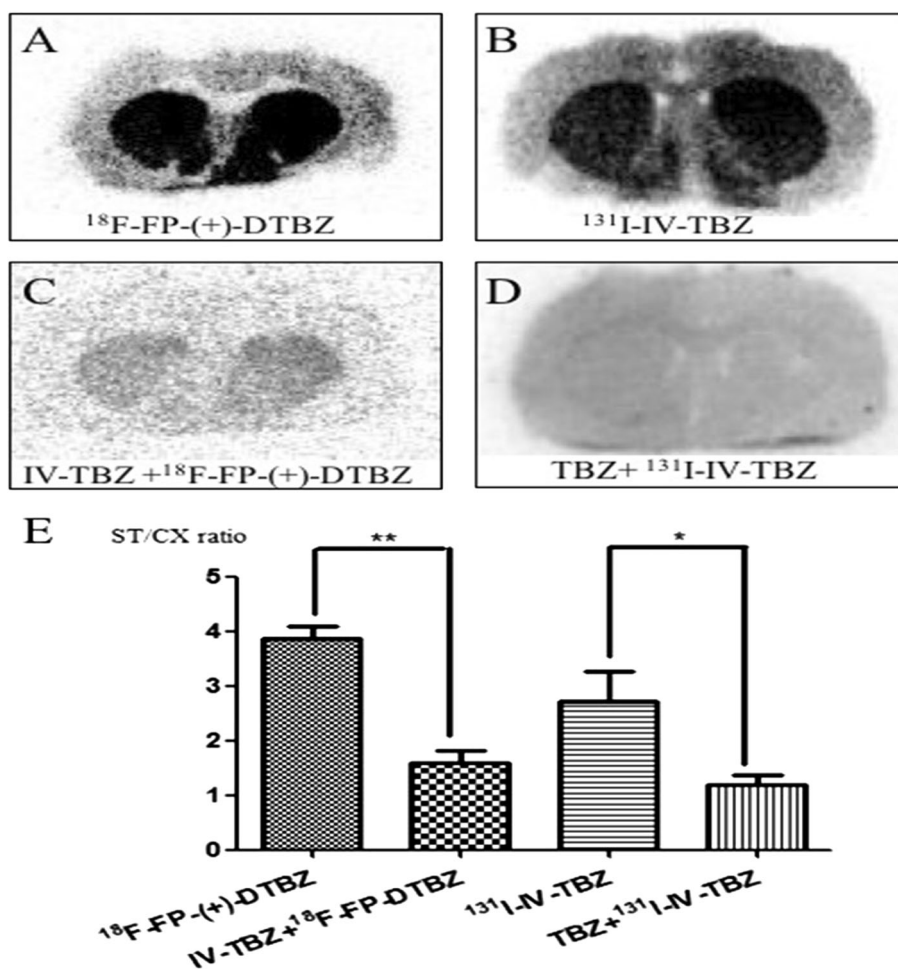 A
¹⁸F-FP-(+)-DTBZ
B
¹³¹I-IV-TBZ
C
IV-TBZ +¹⁸F-FP-(+)-DTBZ
D
TBZ+ ¹³¹I-IV-TBZ
E
ST/CX ratio
**
*
5
4
3
2
1
0
¹⁸F-FP-(+)-DTBZ
IV-TBZ+¹⁸F-FP-DTBZ
¹³¹I-IV-TBZ
TBZ+¹³¹I-IV-TBZ